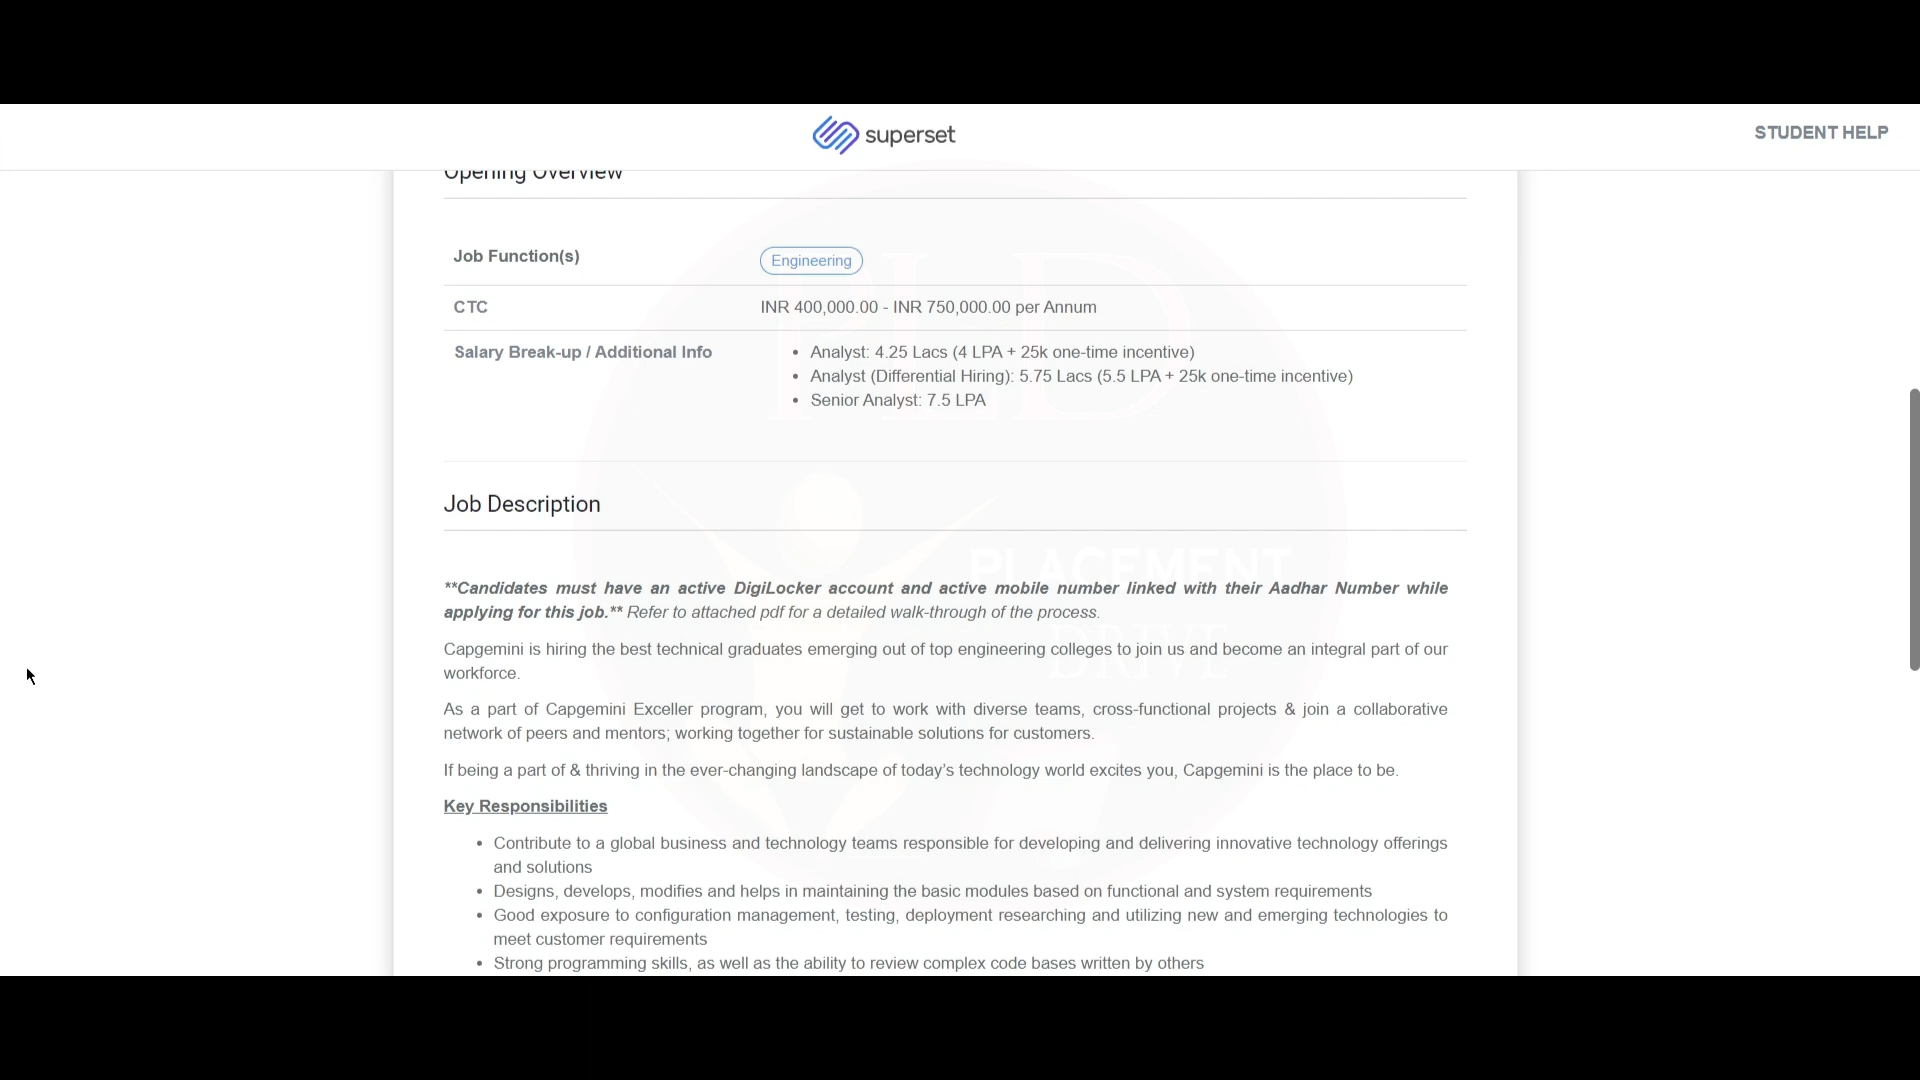 superset
STUDENT HELP
Opening Overview
Job Function(s)
Engineering
CTC
INR 400,000.00 - INR 750,000.00 per Annum
Salary Break-up / Additional Info
• Analyst: 4.25 Lacs (4 LPA + 25k one-time incentive)
• Analyst (Differential Hiring): 5.75 Lacs (5.5 LPA + 25k one-time incentive)
• Senior Analyst: 7.5 LPA
PLD
Job Description
PLACEMENT
**Candidates must have an active DigiLocker account and active mobile number linked with their Aadhar Number while
applying for this job.** Refer to attached pdf for a detailed walk-through of the process.
DRIVE
Capgemini is hiring the best technical graduates emerging out of top engineering colleges to join us and become an integral part of our
workforce.
As a part of Capgemini Exceller program, you will get to work with diverse teams, cross-functional projects & join a collaborative
network of peers and mentors; working together for sustainable solutions for customers.
If being a part of & thriving in the ever-changing landscape of today’s technology world excites you, Capgemini is the place to be.
Key Responsibilities
• Contribute to a global business and technology teams responsible for developing and delivering innovative technology offerings
and solutions
• Designs, develops, modifies and helps in maintaining the basic modules based on functional and system requirements
• Good exposure to configuration management, testing, deployment researching and utilizing new and emerging technologies to
meet customer requirements
• Strong programming skills, as well as the ability to review complex code bases written by others